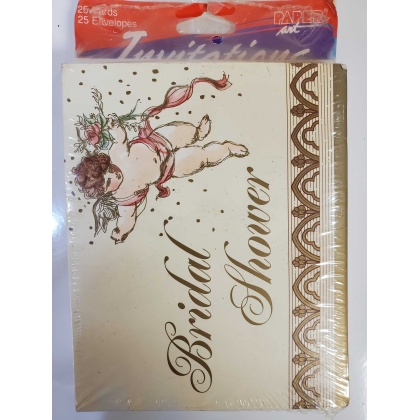 25 Cards
25 Envelopes
Invitations
PAPER
art
Bridal
Shower